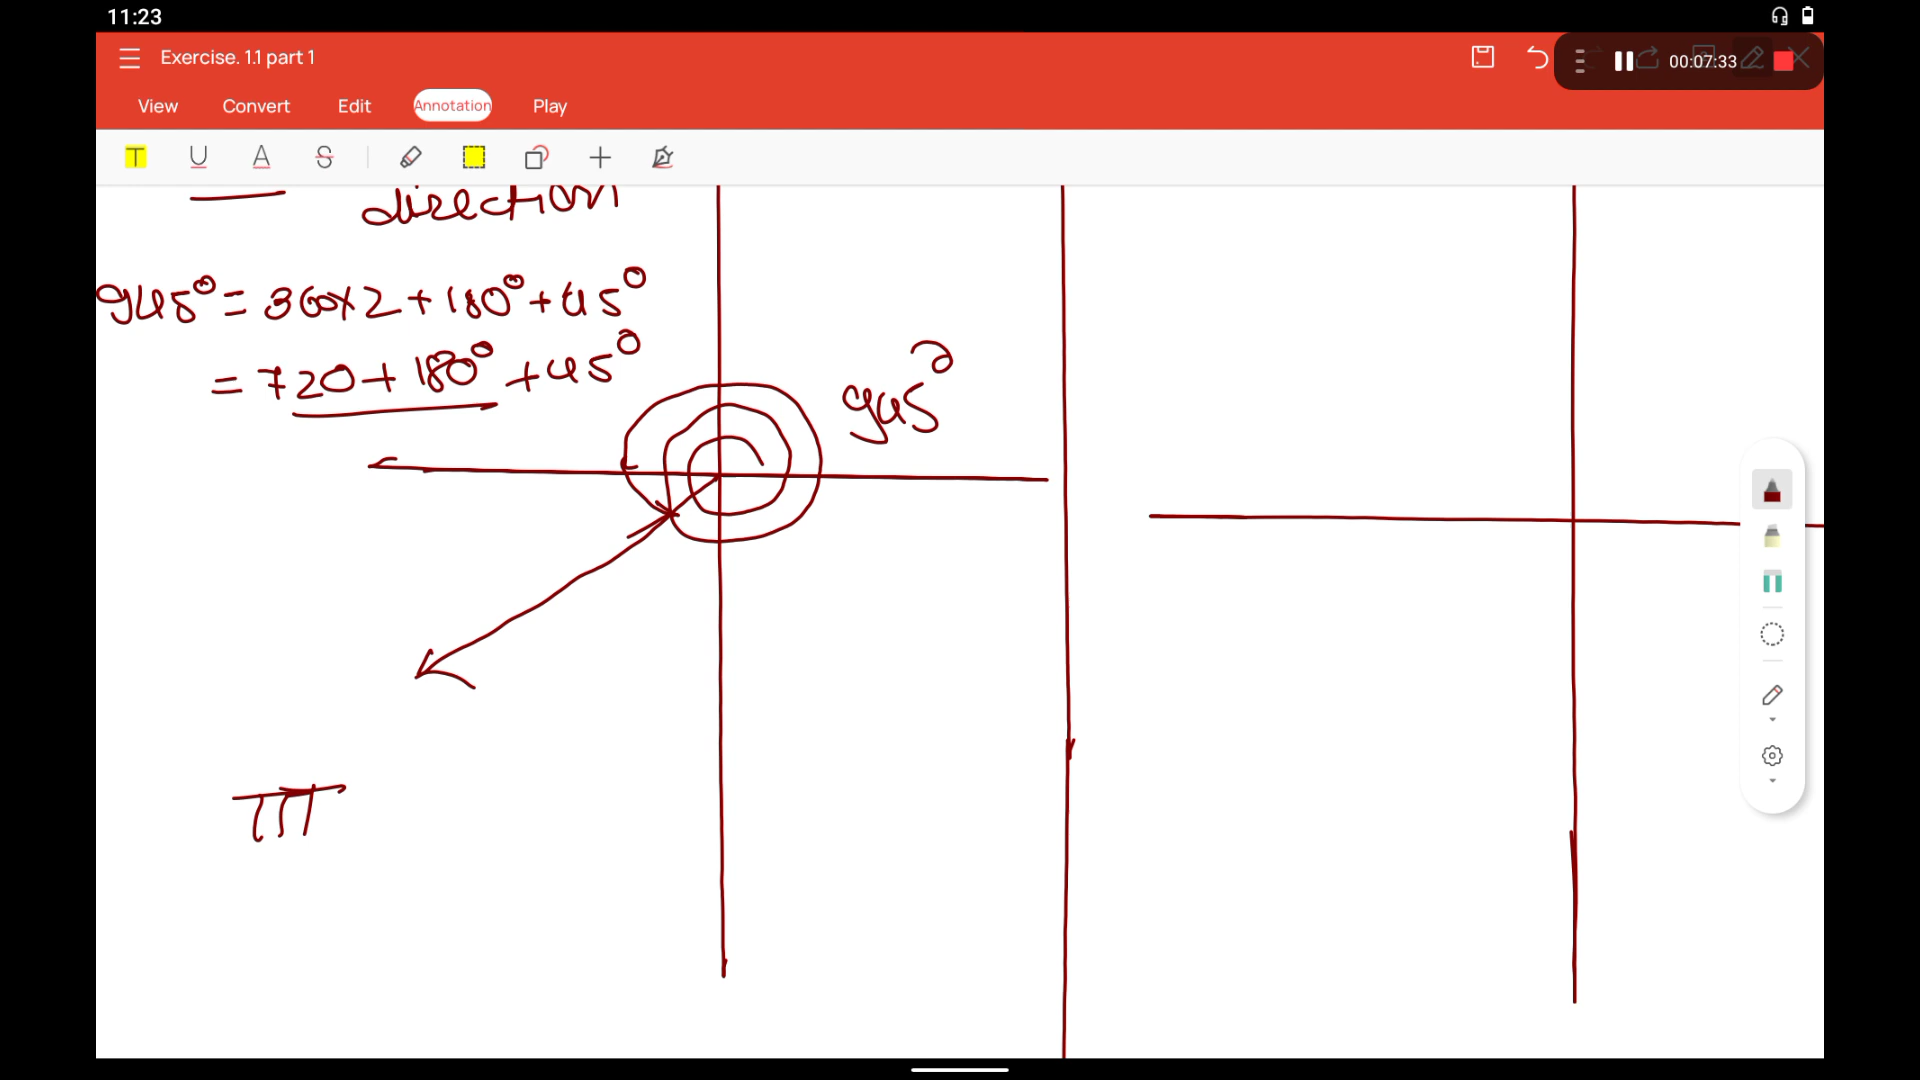 11:23
Exercise. 1.1 part 1
00:07:33
View Convert Edit Annotation Play
T U A S
direction
945° = 360×2+180°+45°
= 720+180°+45°
945°
III